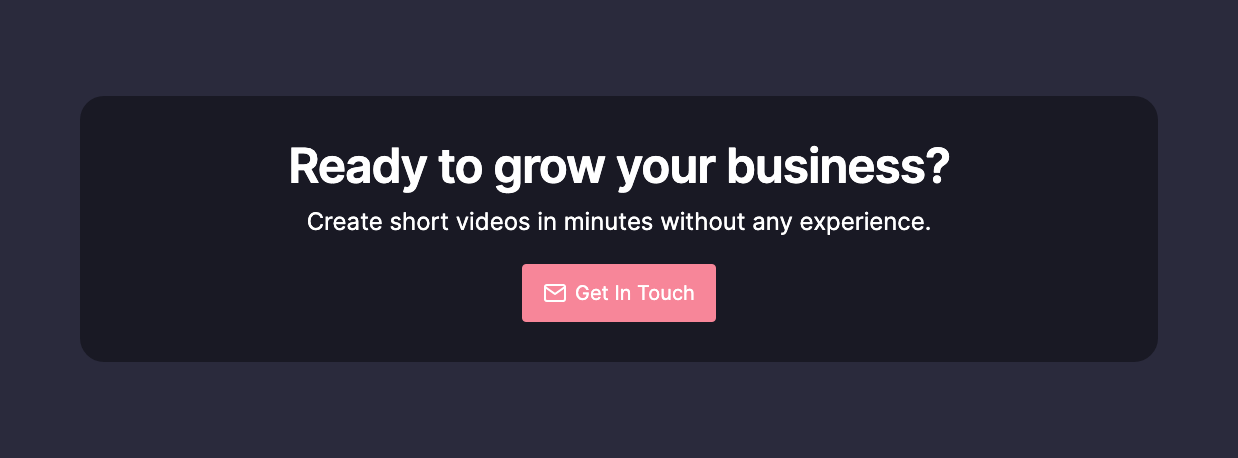 Ready to grow your business?
Create short videos in minutes without any experience.
Get In Touch